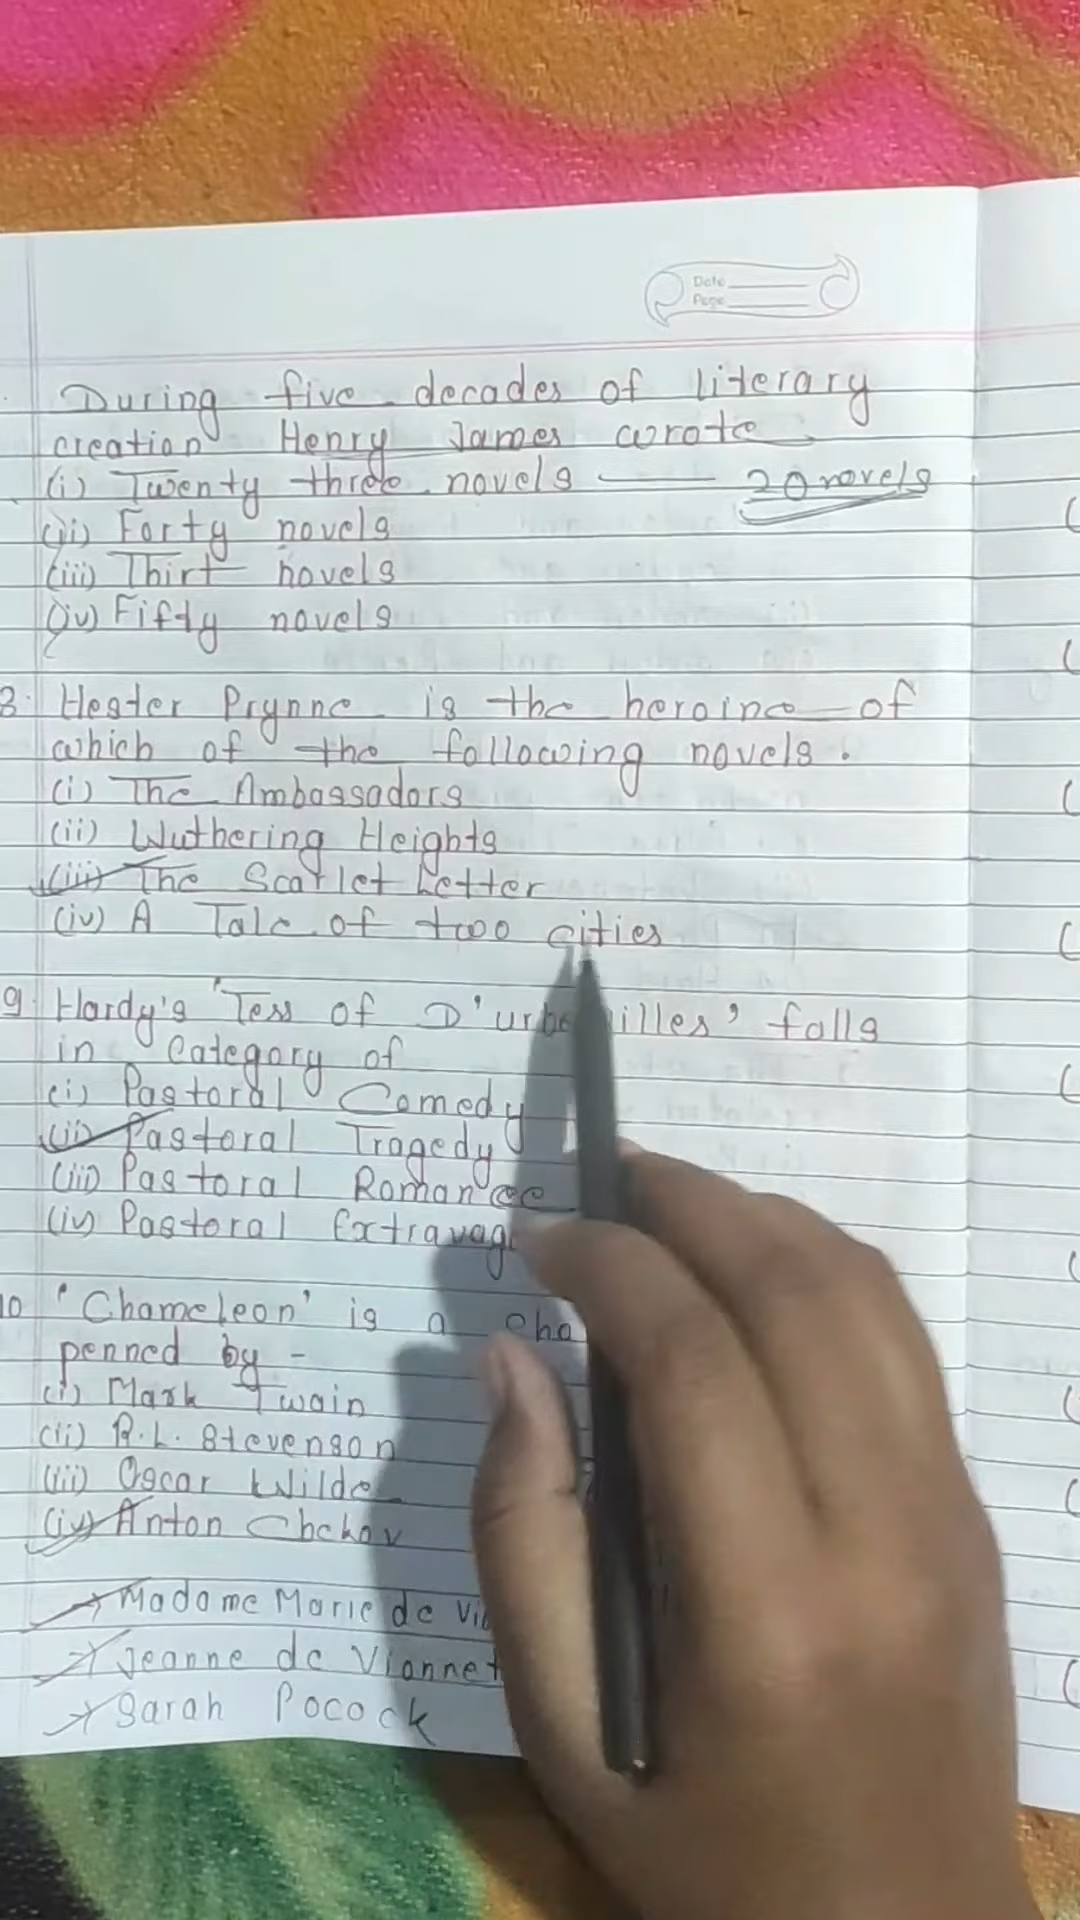 Date
Page
During five decades of literary
creation Henry James wrote
(i) Twenty three novels — 20 novels
(ii) Forty novels
(iii) Thirt novels
(iv) Fifty novels
8. Hester Prynne is the heroine of
which of the following novels.
(i) The Ambassadors
(ii) Wuthering Heights
(iii) The Scarlet Letter
(iv) A Tale of two cities
9. Hardy's 'Tess of D'urbe illes' falls
in category of
(i) Pastoral Comedy
(ii) Pastoral Tragedy
(iii) Pastoral Romance
(iv) Pastoral Extravag
10 'Chameleon' is a cha
penned by -
(i) Mark Twain
(ii) R.L. Stevenson
(iii) Oscar Wilde
(iv) Anton Chekov
→ Madame Marie de Vio
→ Jeanne de Vionnet
→ Sarah Pocock